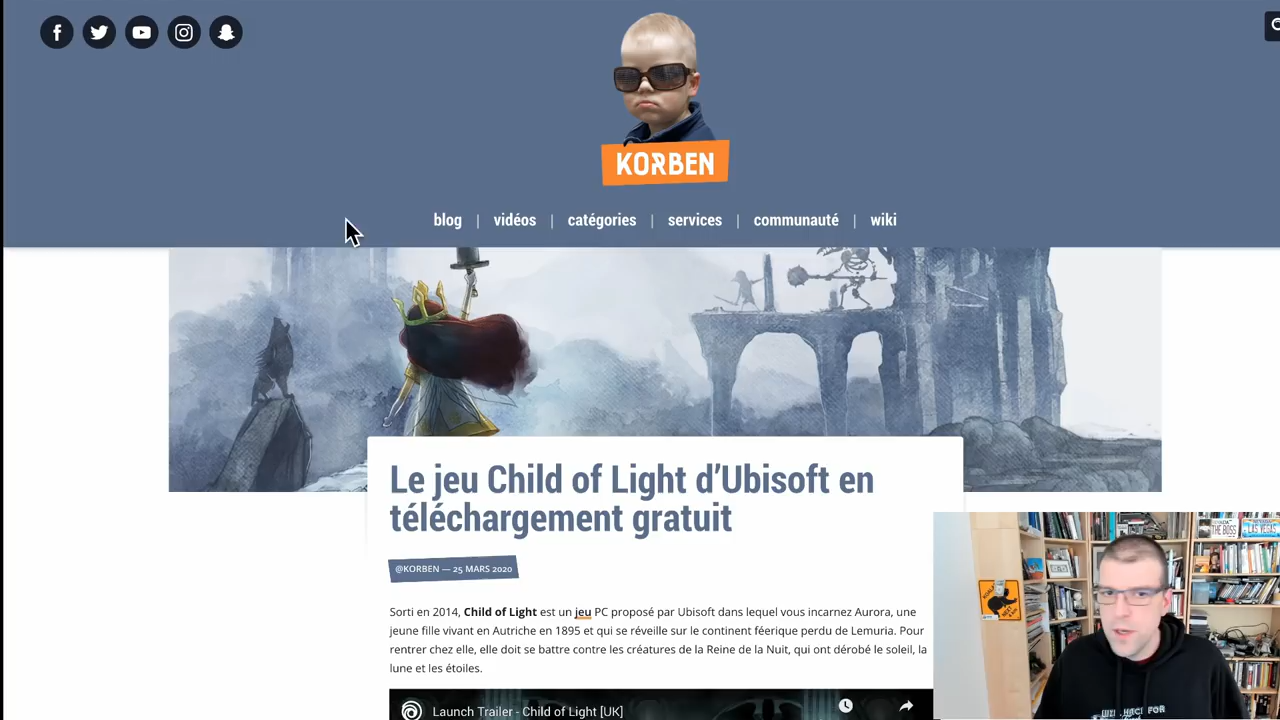 KORBEN
blog | vidéos | catégories | services | communauté | wiki
Le jeu Child of Light d’Ubisoft en
téléchargement gratuit
@KORBEN — 25 MARS 2020
Sorti en 2014, Child of Light est un jeu PC proposé par Ubisoft dans lequel vous incarnez Aurora, une
jeune fille vivant en Autriche en 1895 et qui se réveille sur le continent féerique perdu de Lemuria. Pour
rentrer chez elle, elle doit se battre contre les créatures de la Reine de la Nuit, qui ont dérobé le soleil, la
lune et les étoiles.
Launch Trailer - Child of Light [UK]
THE BOSS
LAS VEGAS